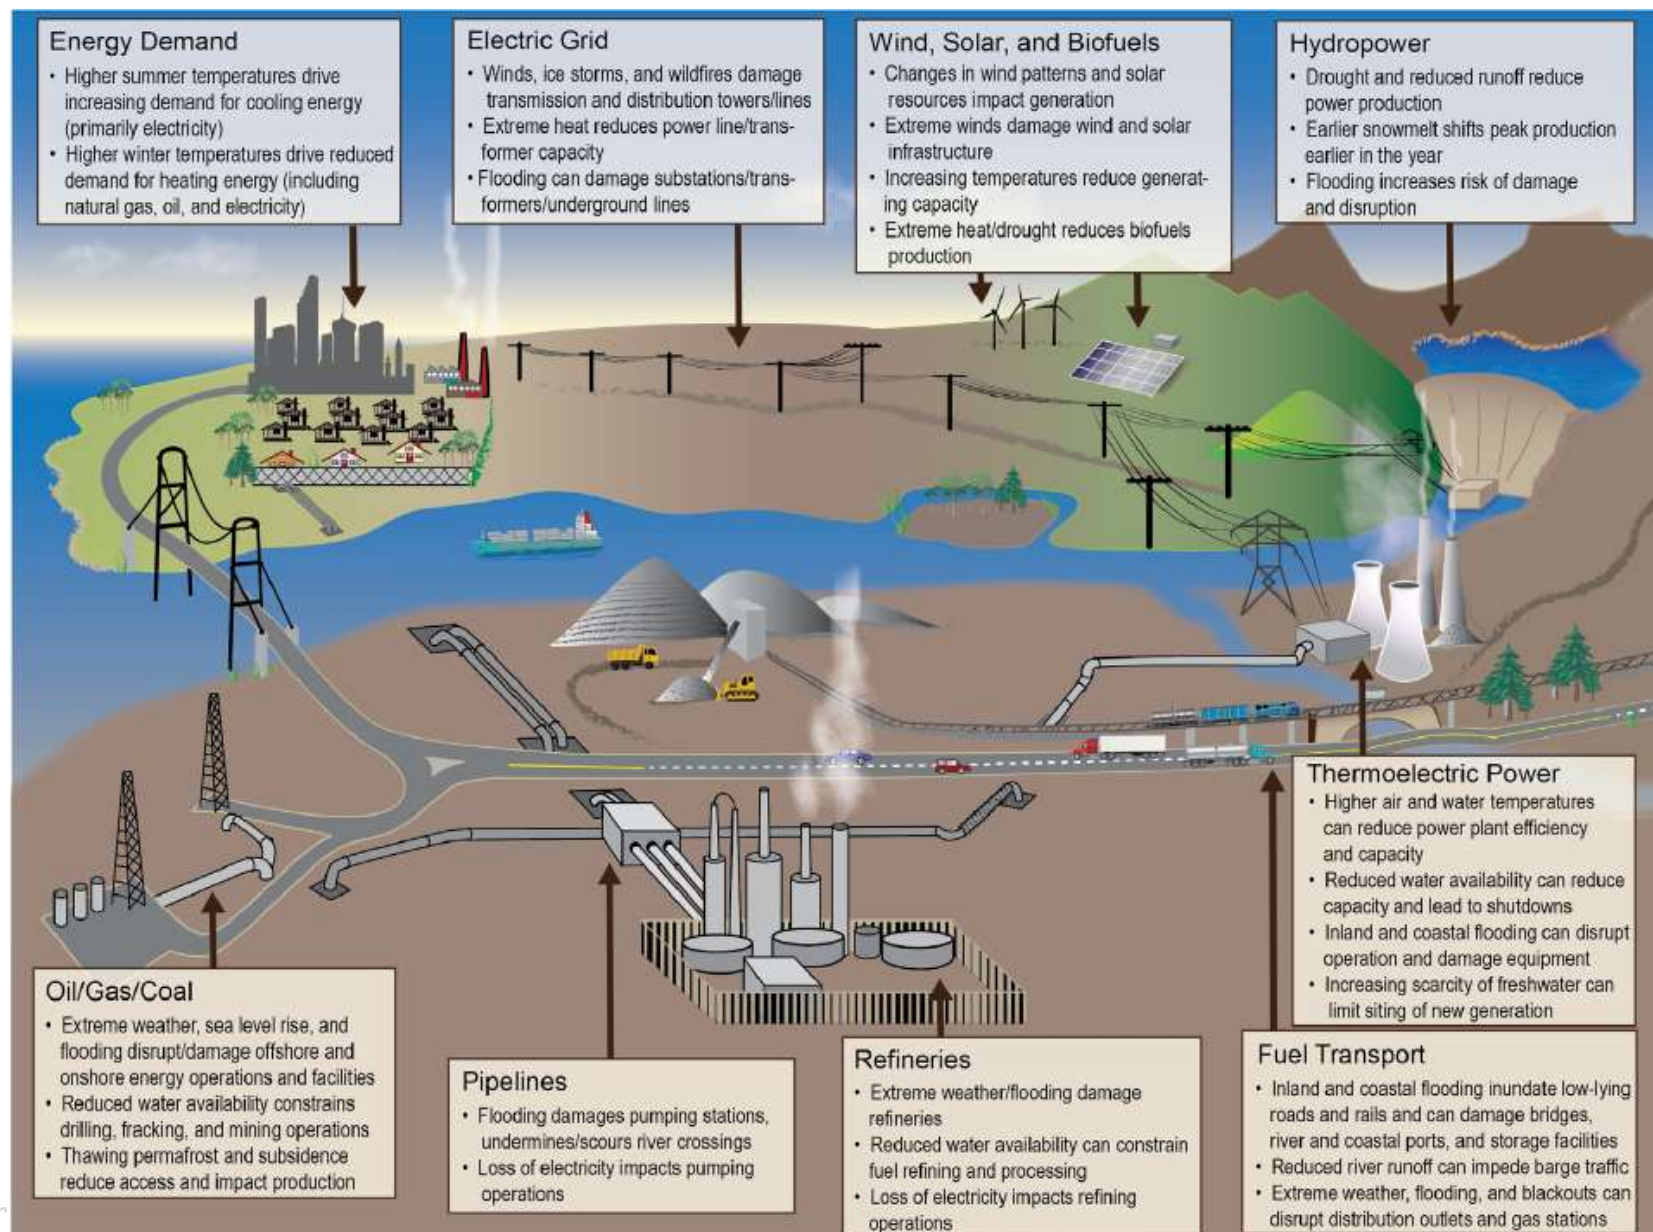 Energy Demand
• Higher summer temperatures drive
increasing demand for cooling energy
(primarily electricity)
• Higher winter temperatures drive reduced
demand for heating energy (including
natural gas, oil, and electricity)
Electric Grid
• Winds, ice storms, and wildfires damage
transmission and distribution towers/lines
• Extreme heat reduces power line/trans-
former capacity
• Flooding can damage substations/trans-
formers/underground lines
Wind, Solar, and Biofuels
• Changes in wind patterns and solar
resources impact generation
• Extreme winds damage wind and solar
infrastructure
• Increasing temperatures reduce generat-
ing capacity
• Extreme heat/drought reduces biofuels
production
Hydropower
• Drought and reduced runoff reduce
power production
• Earlier snowmelt shifts peak production
earlier in the year
• Flooding increases risk of damage
and disruption
Thermoelectric Power
• Higher air and water temperatures
can reduce power plant efficiency
and capacity
• Reduced water availability can reduce
capacity and lead to shutdowns
• Inland and coastal flooding can disrupt
operation and damage equipment
• Increasing scarcity of freshwater can
limit siting of new generation
Oil/Gas/Coal
• Extreme weather, sea level rise, and
flooding disrupt/damage offshore and
onshore energy operations and facilities
• Reduced water availability constrains
drilling, fracking, and mining operations
• Thawing permafrost and subsidence
reduce access and impact production
Pipelines
• Flooding damages pumping stations,
undermines/scours river crossings
• Loss of electricity impacts pumping
operations
Refineries
• Extreme weather/flooding damage
refineries
• Reduced water availability can constrain
fuel refining and processing
• Loss of electricity impacts refining
operations
Fuel Transport
• Inland and coastal flooding inundate low-lying
roads and rails and can damage bridges,
river and coastal ports, and storage facilities
• Reduced river runoff can impede barge traffic
• Extreme weather, flooding, and blackouts can
disrupt distribution outlets and gas stations